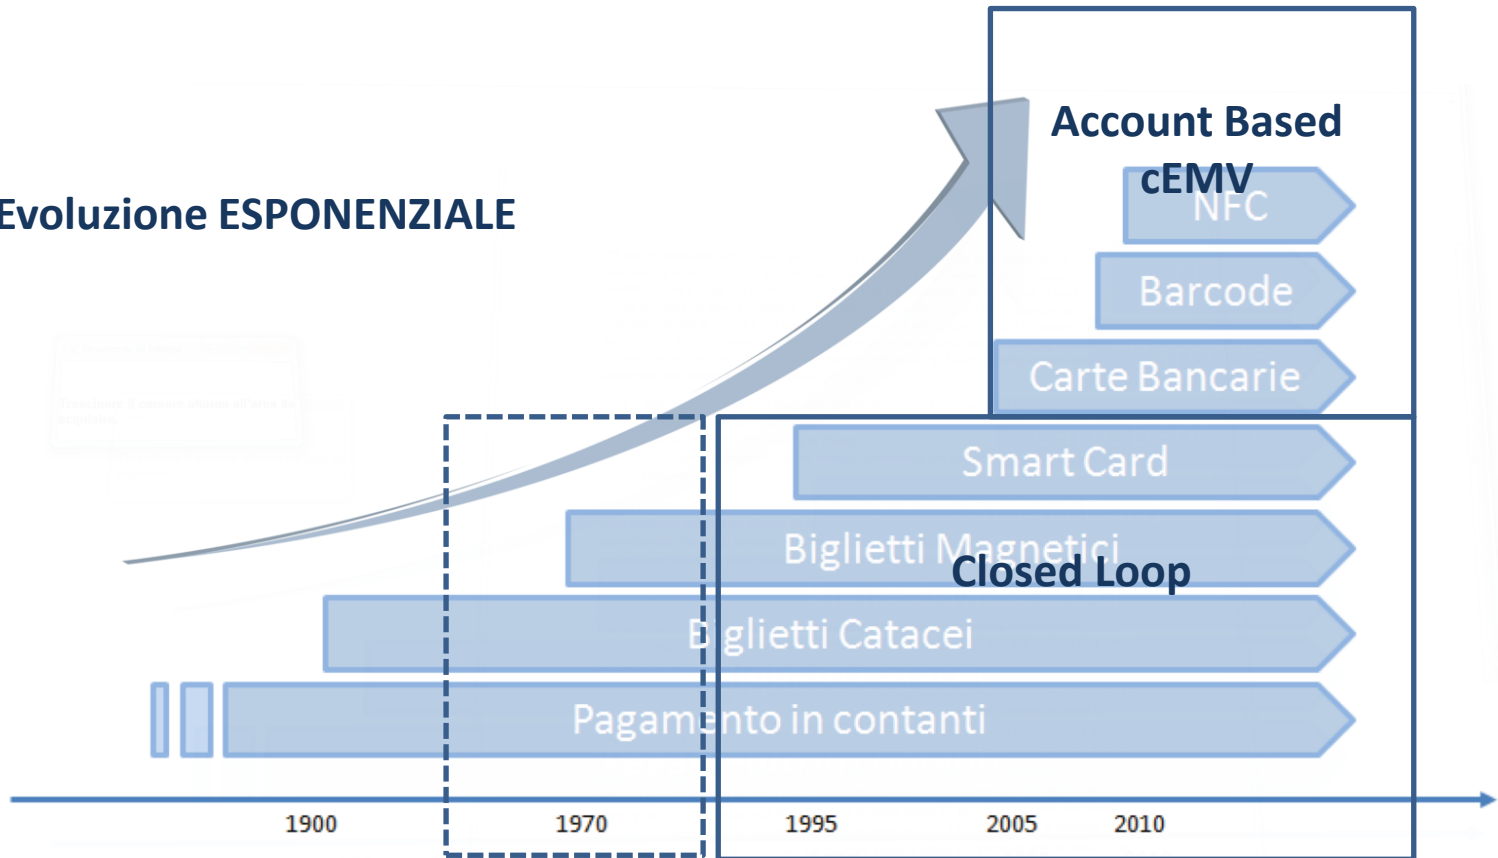 Account Based
cEMV
NFC
Evoluzione ESPONENZIALE
Barcode
Carte Bancarie
Smart Card
Biglietti Magnetici
Closed Loop
Biglietti Catacei
Pagamento in contanti
1900 1970 1995 2005 2010